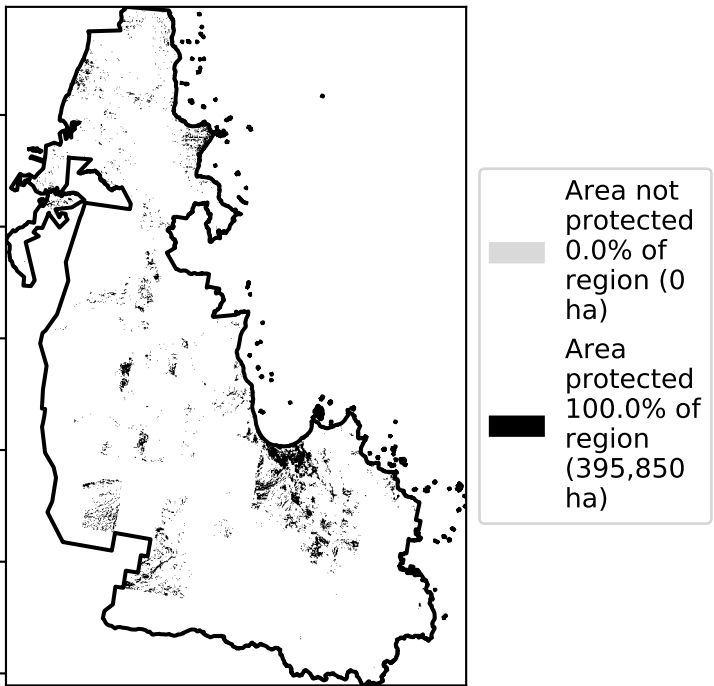 Area not
protected
0.0% of
region (0
ha)
Area
protected
100.0% of
region
(395,850
ha)